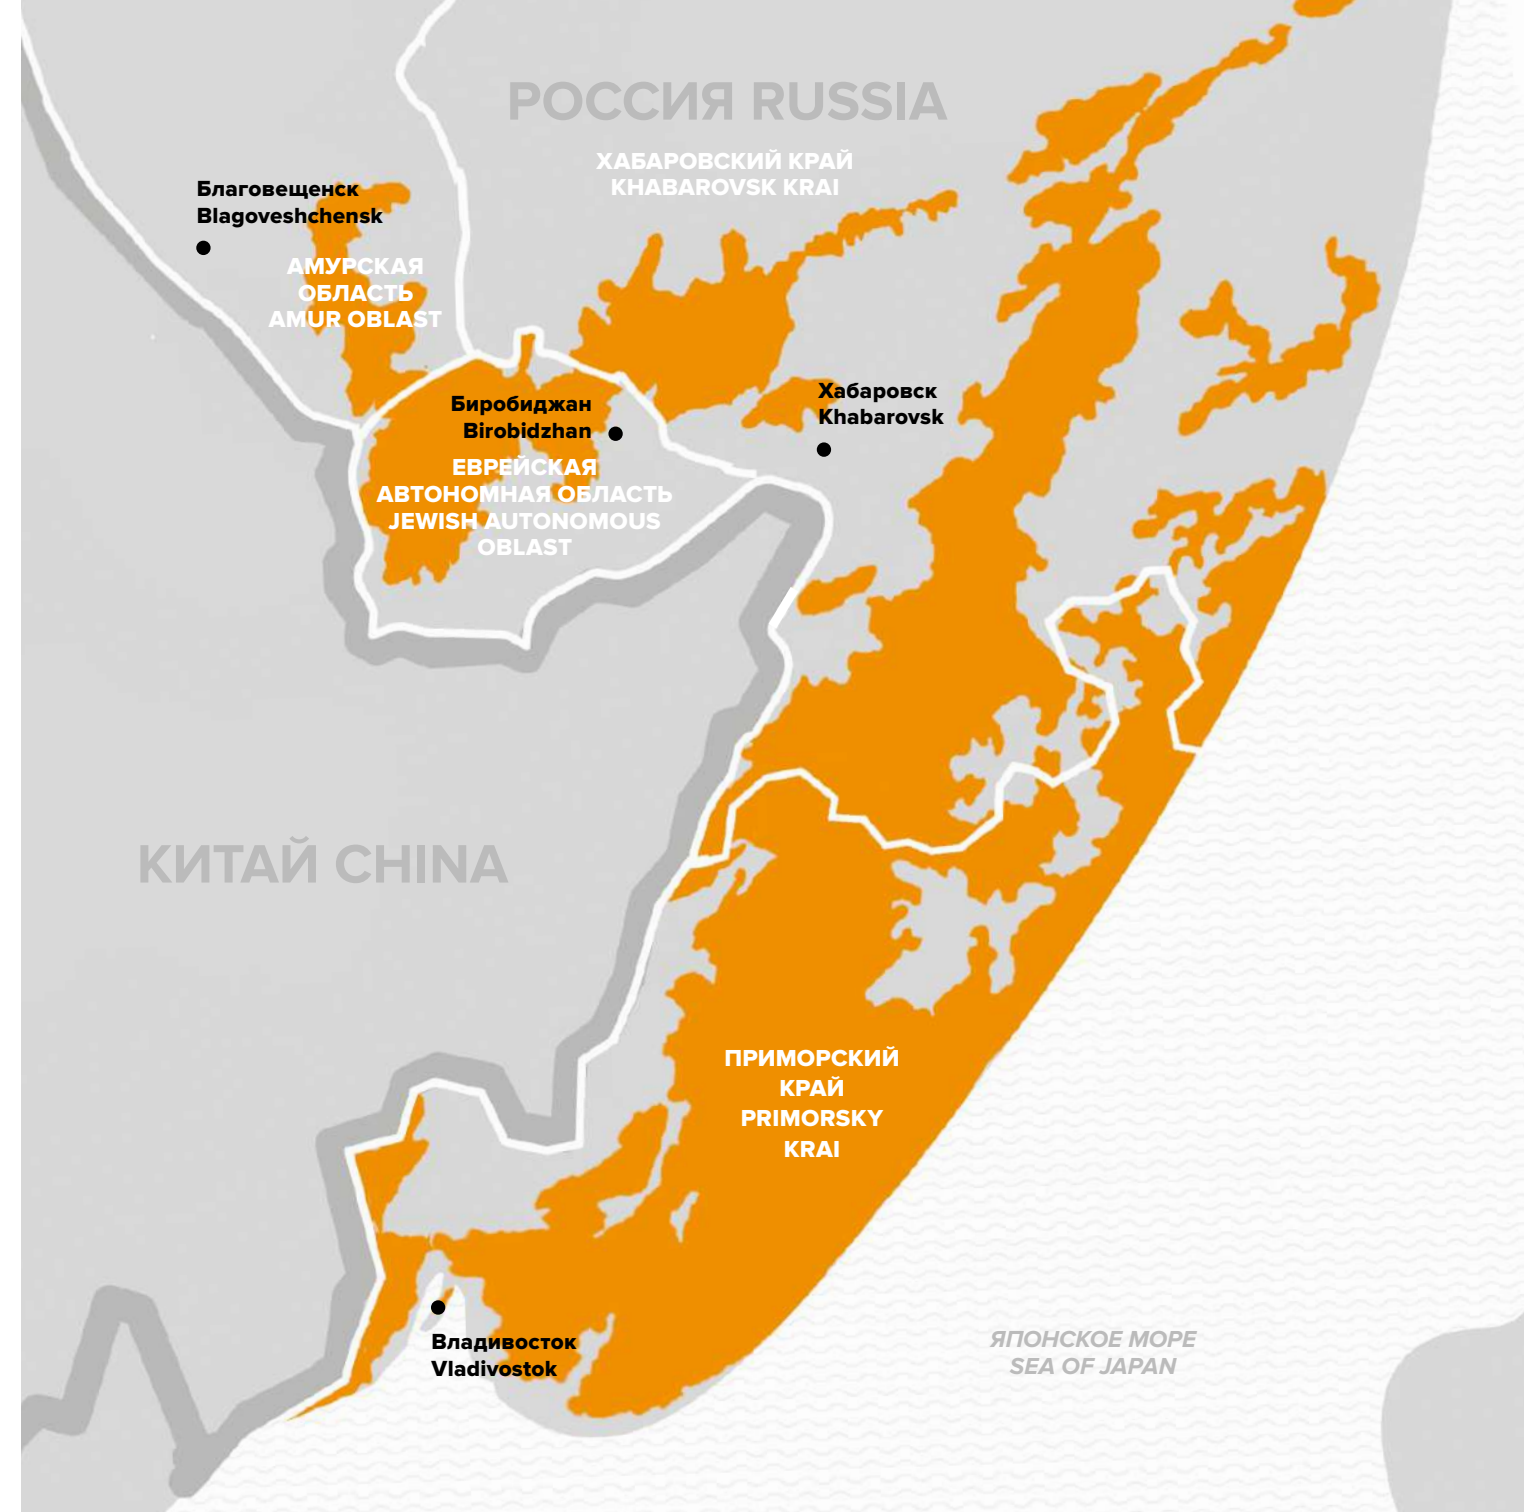 РОССИЯ RUSSIA
ХАБАРОВСКИЙ КРАЙ
KHABAROVSK KRAI
Благовещенск
Blagoveshchensk
АМУРСКАЯ
ОБЛАСТЬ
AMUR OBLAST
Биробиджан
Birobidzhan
Хабаровск
Khabarovsk
ЕВРЕЙСКАЯ
АВТОНОМНАЯ ОБЛАСТЬ
JEWISH AUTONOMOUS
OBLAST
КИТАЙ CHINA
ПРИМОРСКИЙ
КРАЙ
PRIMORSKY
KRAI
Владивосток
Vladivostok
ЯПОНСКОЕ МОРЕ
SEA OF JAPAN